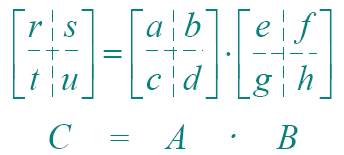 r s a b e f
= ·
t u c d g h
C = A · B